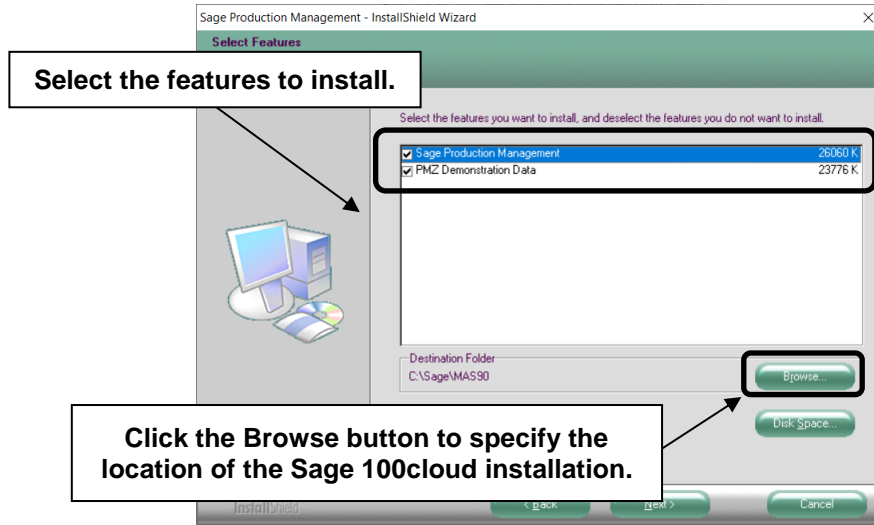 Sage Production Management - InstallShield Wizard
Select Features
Select the features to install.
Select the features you want to install, and deselect the features you do not want to install.
Sage Production Management 26060 K
PMZ Demonstration Data 23776 K
Destination Folder
C:\Sage\MAS90
Browse...
Disk Space...
Click the Browse button to specify the
location of the Sage 100cloud installation.
InstallShield
< Back Next > Cancel